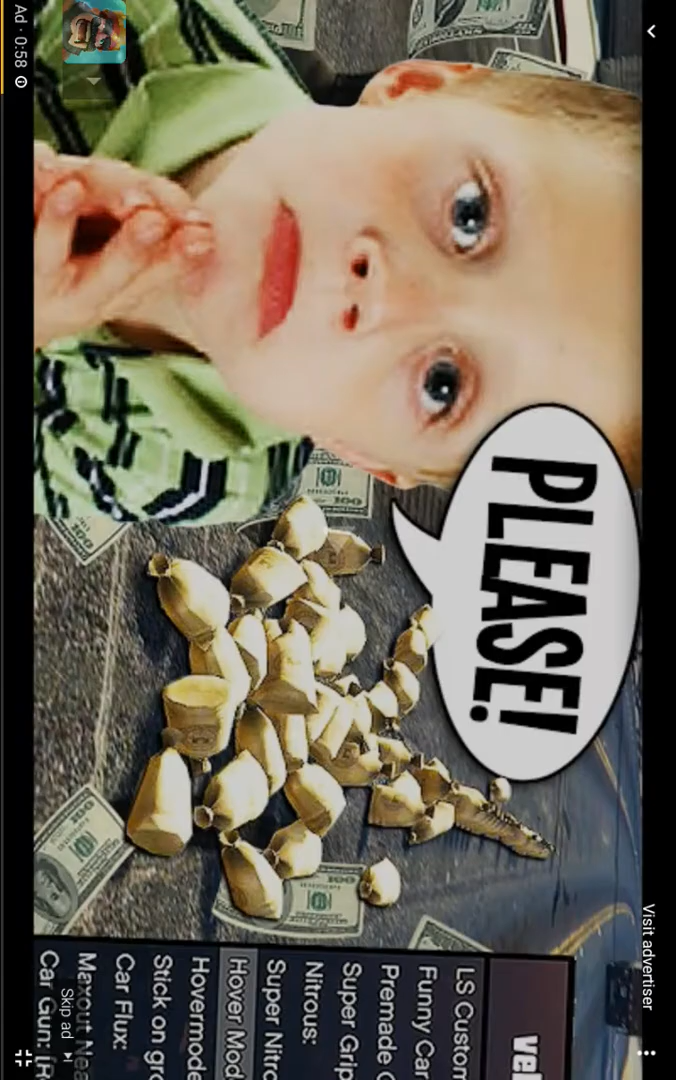 Visit advertiser
PLEASE!
LS Custom
Funny Car
Premade C
Super Grip
Nitrous:
Super Nitro
Hover Mod
Hovermode
Stick on gro
Car Flux:
Maxout Nea
Car Gun: [R
Skip ad
Ad · 0:58